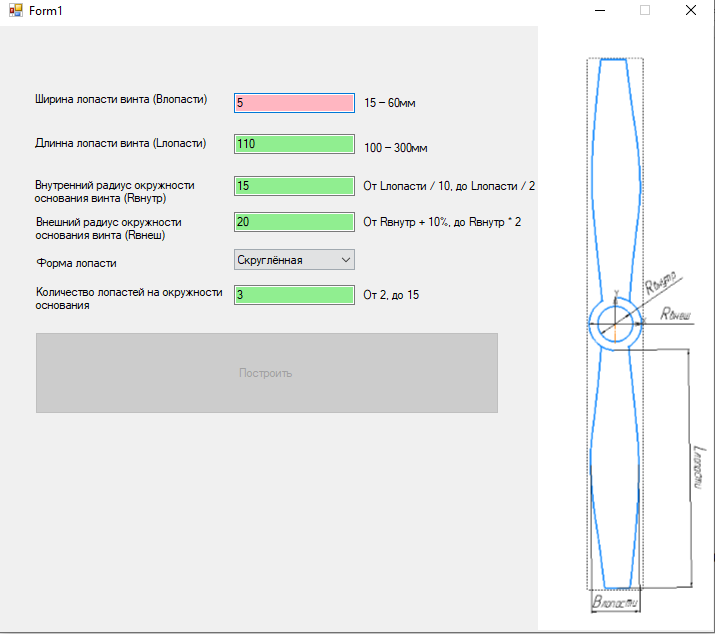 Form1
Ширина лопасти винта (Влопасти)
5
15 – 60мм
Длинна лопасти винта (Lлопасти)
110
100 – 300мм
Внутренний радиус окружности
основания винта (Rвнутр)
15
От Lлопасти / 10, до Lлопасти / 2
Внешний радиус окружности
основания винта (Rвнеш)
20
От Rвнутр + 10%, до Rвнутр * 2
Форма лопасти
Скруглённая
Количество лопастей на окружности
основания
3
От 2, до 15
Построить
Rвнутр
Y
X
Rвнеш
Lлопасти
Влопасти